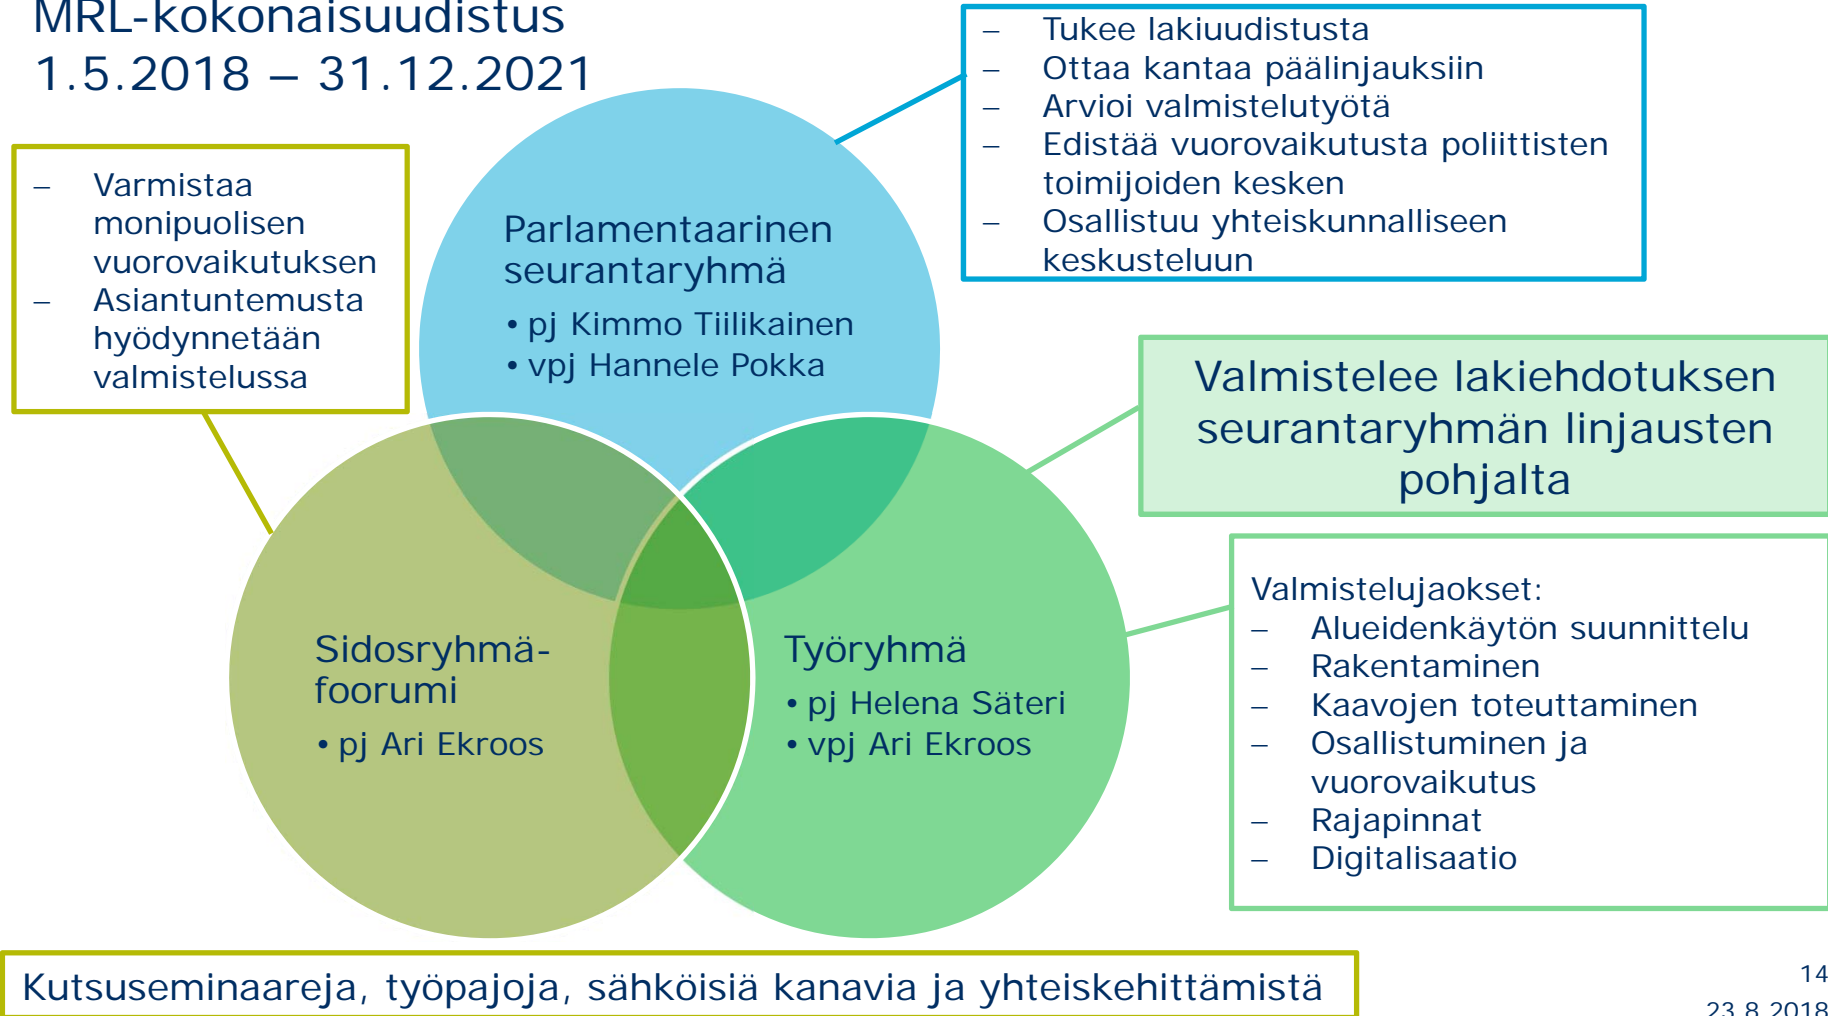 MRL-kokonaisuudistus
1.5.2018 – 31.12.2021
– Tukee lakiuudistusta
– Ottaa kantaa päälinjauksiin
– Arvioi valmistelutyötä
– Edistää vuorovaikutusta poliittisten
toimijoiden kesken
– Osallistuu yhteiskunnalliseen
keskusteluun
– Varmistaa
monipuolisen
vuorovaikutuksen
– Asiantuntemusta
hyödynnetään
valmistelussa
Parlamentaarinen
seurantaryhmä
• pj Kimmo Tiilikainen
• vpj Hannele Pokka
Valmistelee lakiehdotuksen
seurantaryhmän linjausten
pohjalta
Sidosryhmä-
foorumi
• pj Ari Ekroos
Työryhmä
• pj Helena Säteri
• vpj Ari Ekroos
Valmistelujaokset:
– Alueidenkäytön suunnittelu
– Rakentaminen
– Kaavojen toteuttaminen
– Osallistuminen ja
vuorovaikutus
– Rajapinnat
– Digitalisaatio
Kutsuseminaareja, työpajoja, sähköisiä kanavia ja yhteiskehittämistä
14
23.8.2018